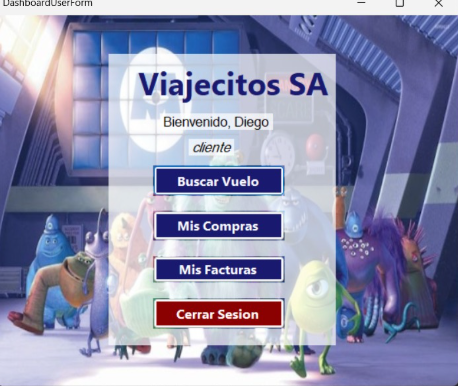 DashboardUserForm
Viajecitos SA
Bienvenido, Diego
cliente
Buscar Vuelo
Mis Compras
Mis Facturas
Cerrar Sesion